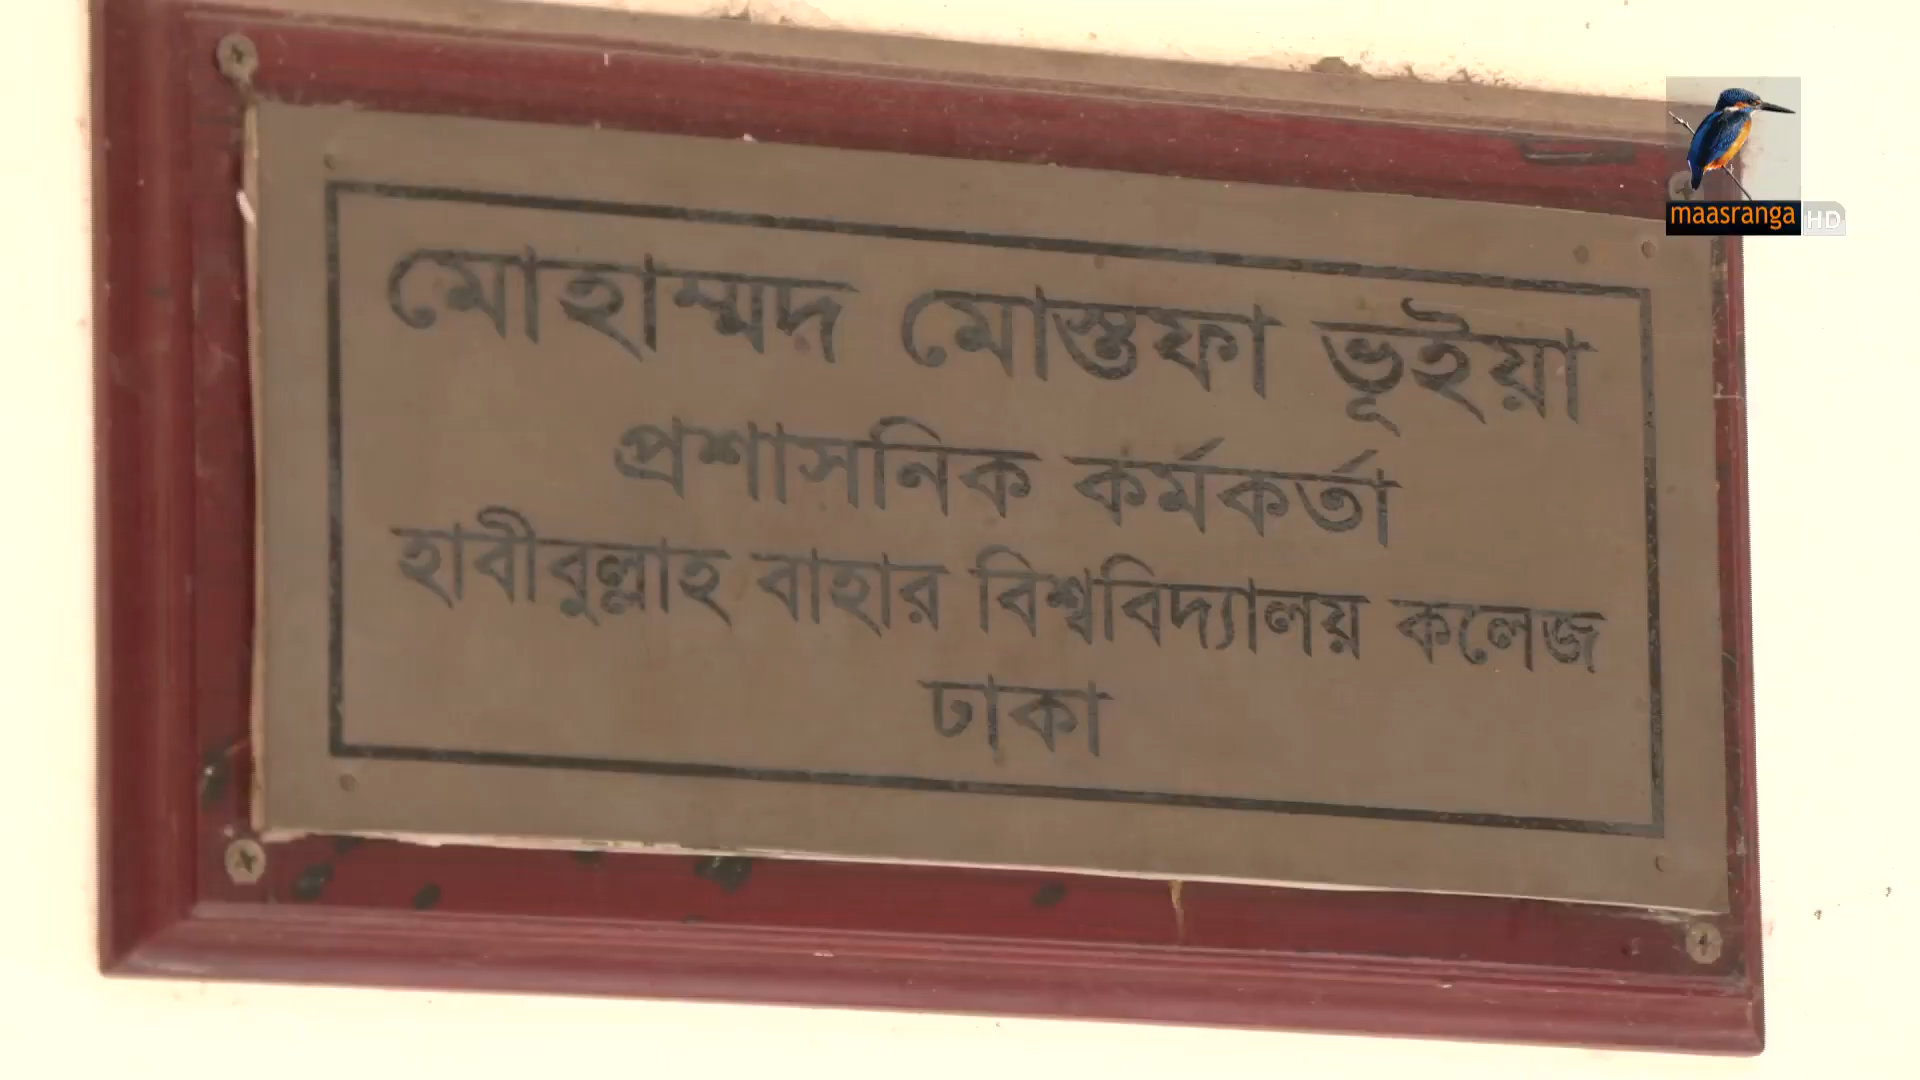 maasranga HD
মোহাম্মদ মোস্তফা ভূইয়া
প্রশাসনিক কর্মকর্তা
হাবীবুল্লাহ বাহার বিশ্ববিদ্যালয় কলেজ
ঢাকা